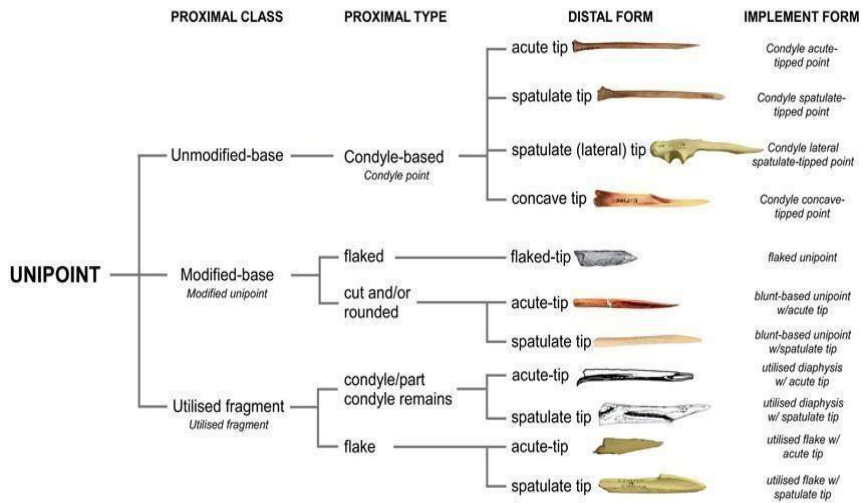 PROXIMAL CLASS
PROXIMAL TYPE
DISTAL FORM
IMPLEMENT FORM
UNIPOINT
Unmodified-base
Condyle-based
Condyle point
acute tip
Condyle acute-
tipped point
spatulate tip
Condyle spatulate-
tipped point
spatulate (lateral) tip
Condyle lateral
spatulate-tipped point
concave tip
Condyle concave-
tipped point
Modified-base
Modified unipoint
flaked
flaked-tip
flaked unipoint
cut and/or
rounded
acute-tip
blunt-based unipoint
w/acute tip
spatulate tip
blunt-based unipoint
w/spatulate tip
Utilised fragment
Utilised fragment
condyle/part
condyle remains
acute-tip
utilised diaphysis
w/ acute tip
spatulate tip
utilised diaphysis
w/ spatulate tip
flake
acute-tip
utilised flake w/
acute tip
spatulate tip
utilised flake w/
spatulate tip